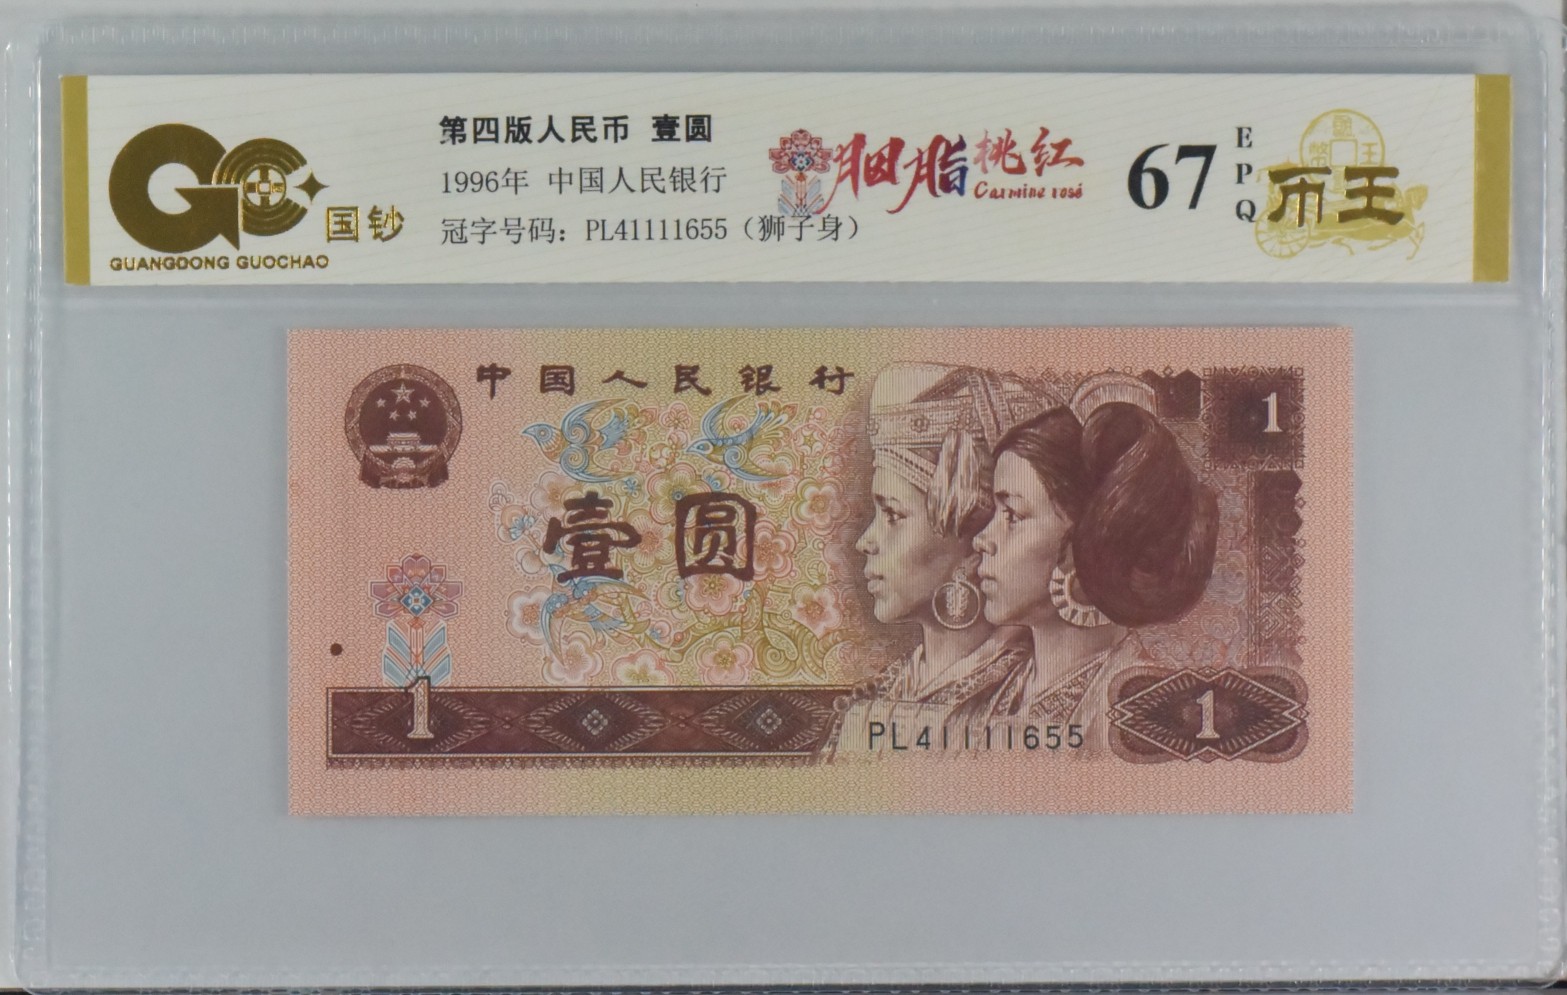 GC
国钞
GUANGDONG GUOCHAO
第四版人民币 壹圆
1996年 中国人民银行
冠字号码：PL41111655（狮子身）
胭脂桃红
Carmine rosé
67
EPQ
币王
中国人民银行
1
壹圆
1
PL41111655
1